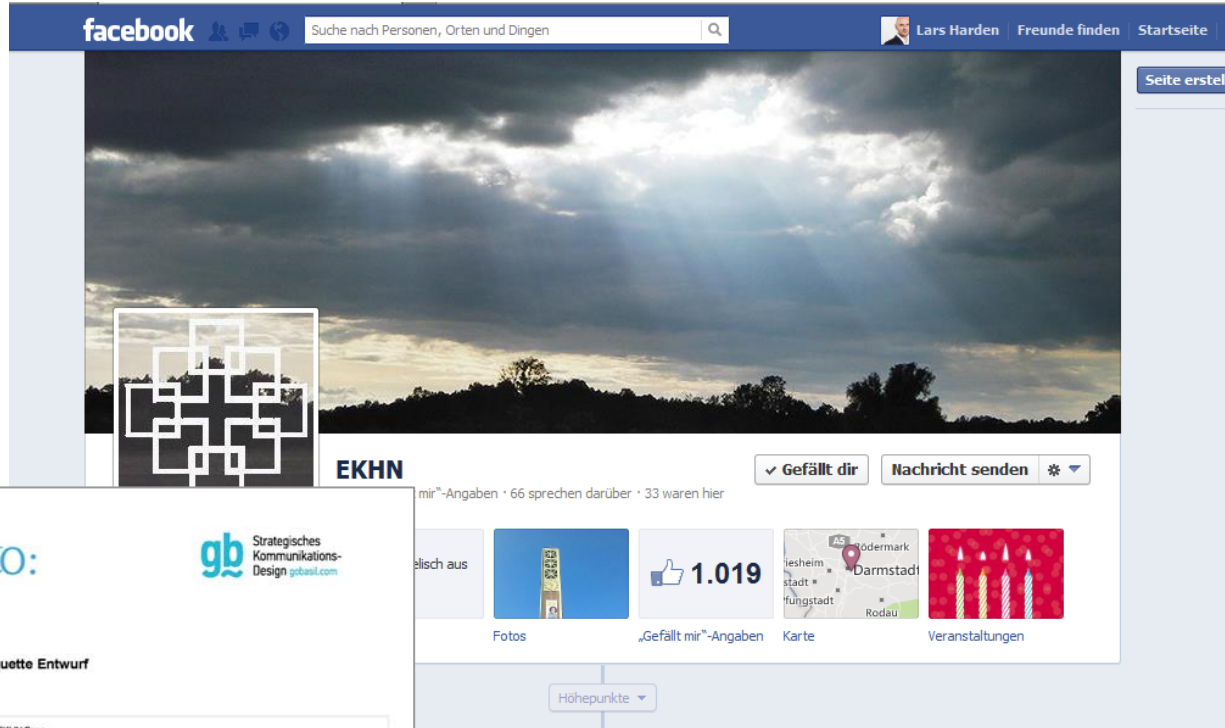 facebook
Suche nach Personen, Orten und Dingen
Lars Harden Freunde finden Startseite
Seite erstel
EKHN
mir“-Angaben · 66 sprechen darüber · 33 waren hier
Gefällt dir
Nachricht senden
elisch aus
1.019
A5
Rödermark
iesheim
Darmstadt
stadt
fungstadt
Rodau
Fotos
„Gefällt mir“-Angaben
Karte
Veranstaltungen
Höhepunkte
to:
gb
Strategisches
Kommunikations-
Design gobasil.com
uette Entwurf